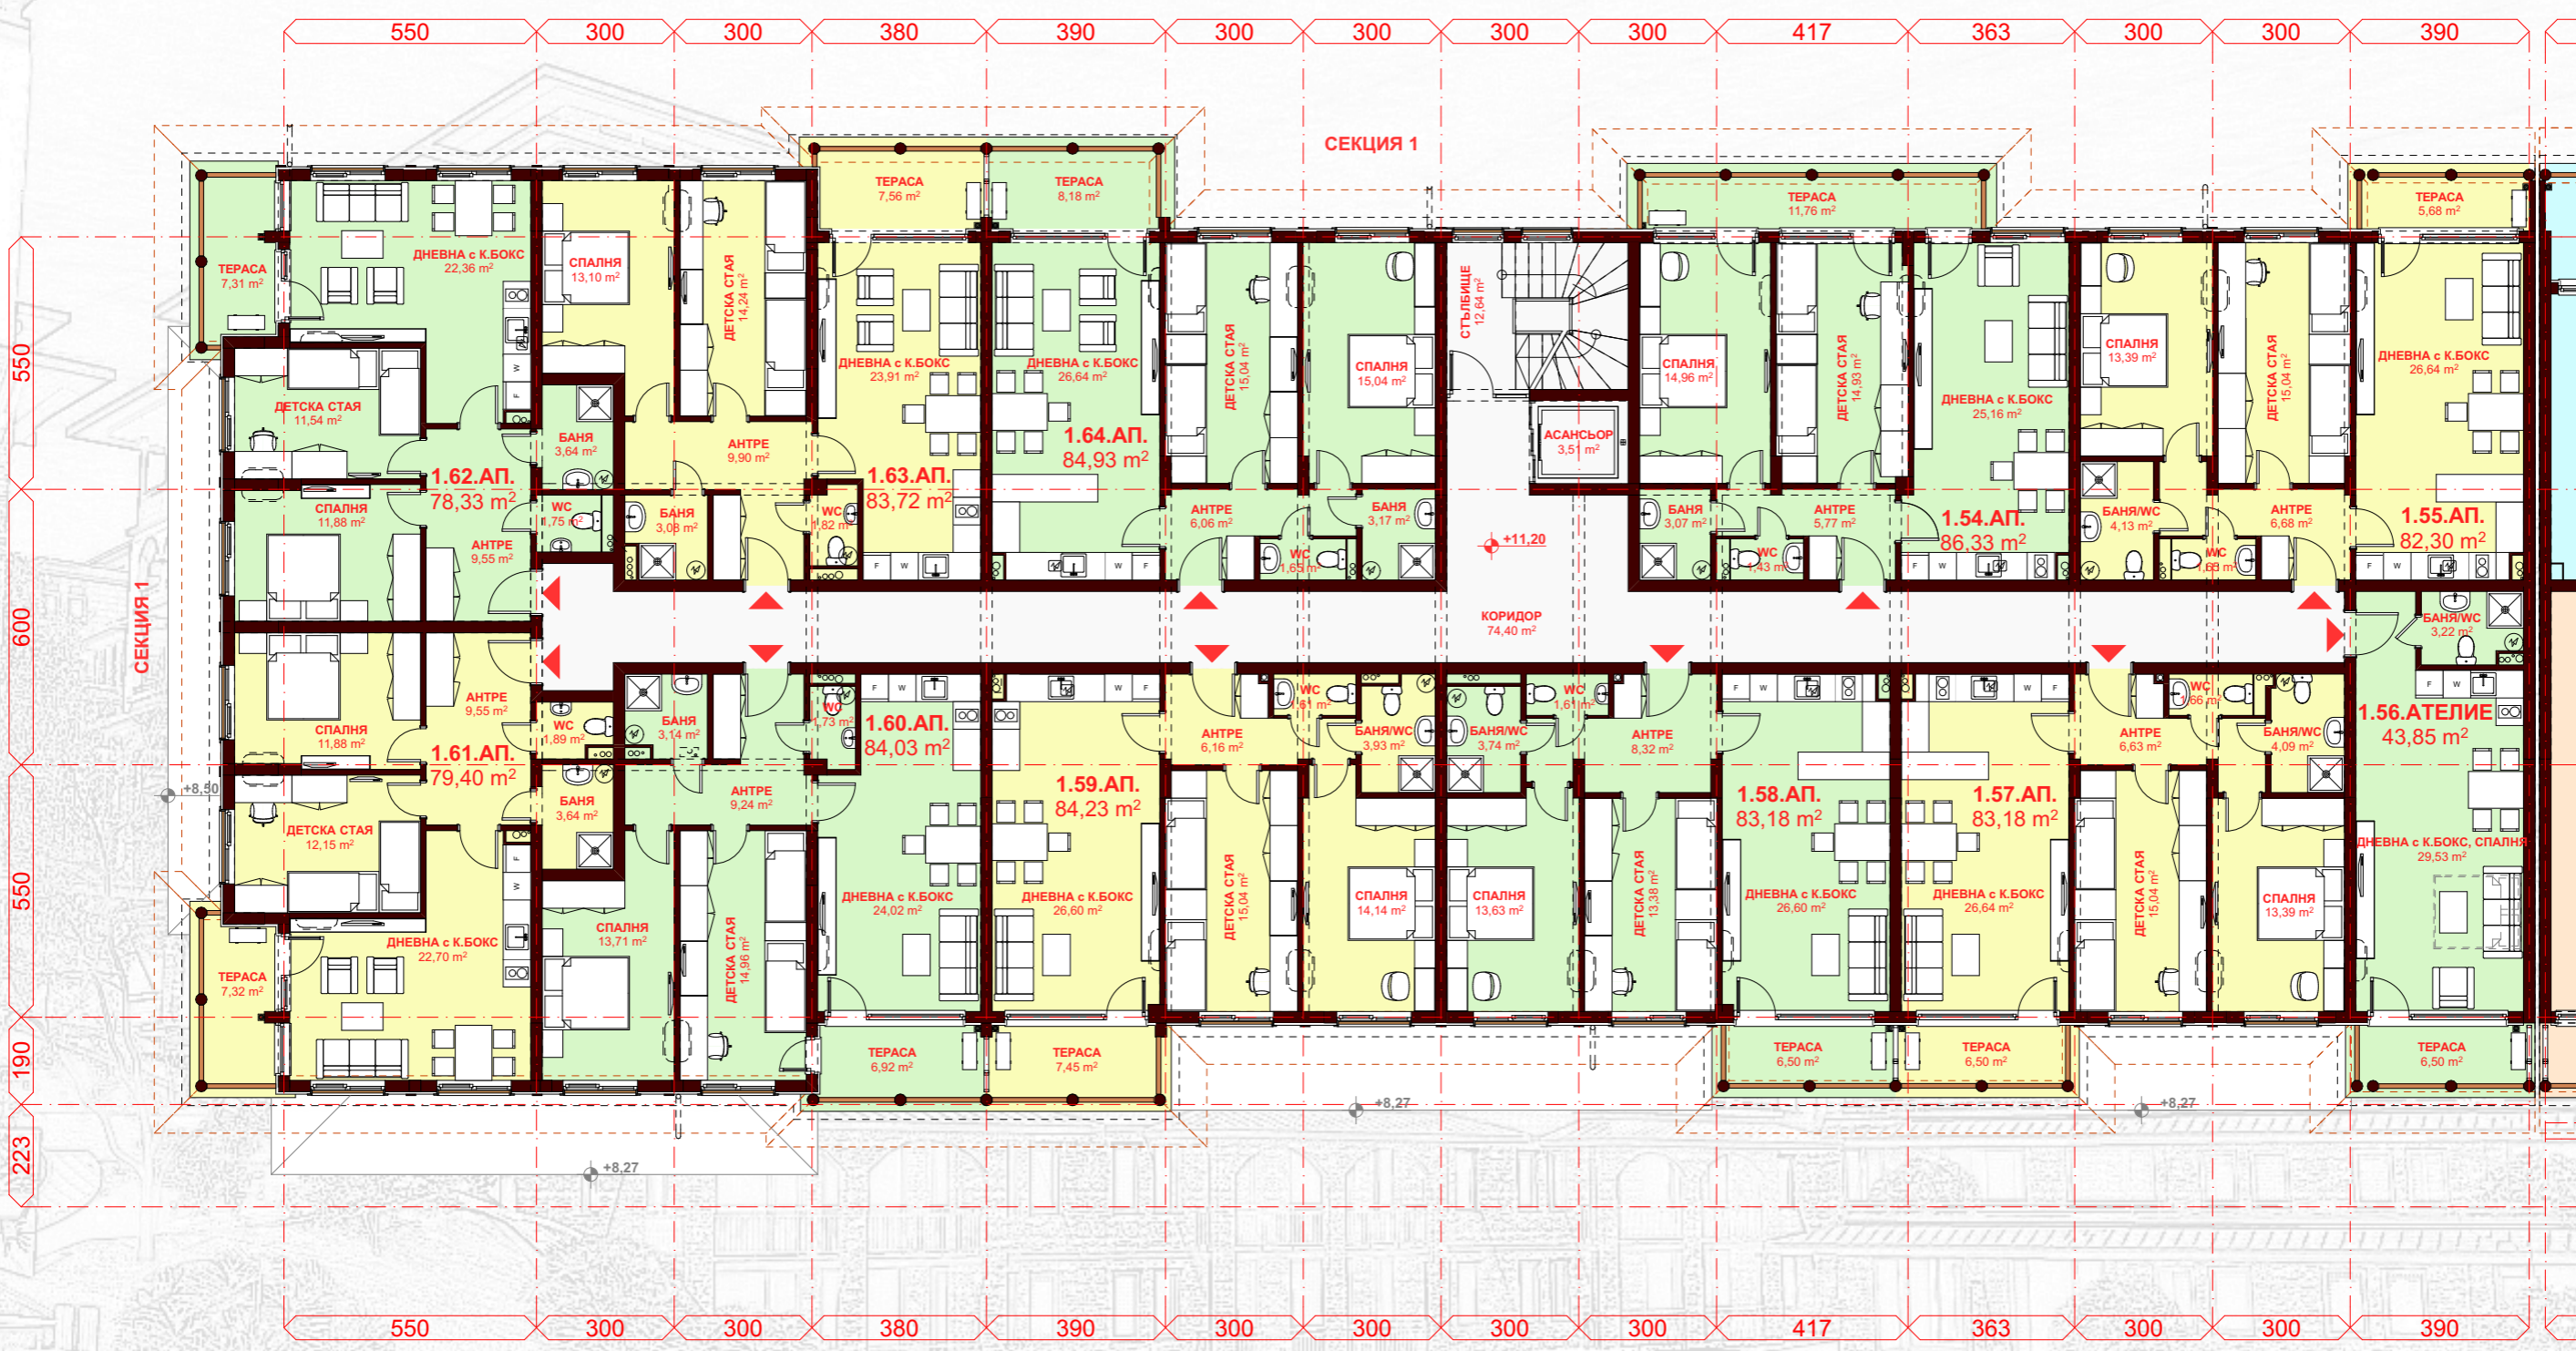 550 300 300 380 390 300 300 300 300 417 363 300 300 390
СЕКЦИЯ 1
550
600
550
190
223
СЕКЦИЯ 1
+8,50
ТЕРАСА
7,31 m²
ДНЕВНА с К.БОКС
22,36 m²
ДЕТСКА СТАЯ
11,54 m²
СПАЛНЯ
11,88 m²
1.62.АП.
78,33 m²
АНТРЕ
9,55 m²
БАНЯ
3,64 m²
WC
1,75 m²
СПАЛНЯ
13,10 m²
ДЕТСКА СТАЯ
14,24 m²
АНТРЕ
9,90 m²
БАНЯ
3,08 m²
WC
1,82 m²
ТЕРАСА
7,56 m²
ДНЕВНА с К.БОКС
23,91 m²
1.63.АП.
83,72 m²
F W
ТЕРАСА
8,18 m²
ДНЕВНА с К.БОКС
26,64 m²
1.64.АП.
84,93 m²
W F
ДЕТСКА СТАЯ
15,04 m²
СПАЛНЯ
15,04 m²
АНТРЕ
6,06 m²
WC
1,65 m²
БАНЯ
3,17 m²
СТЪЛБИЩЕ
12,64 m²
АСАНСЬОР
3,51 m²
+11,20
КОРИДОР
74,40 m²
ТЕРАСА
11,76 m²
СПАЛНЯ
14,96 m²
ДЕТСКА СТАЯ
14,93 m²
ДНЕВНА с К.БОКС
25,16 m²
БАНЯ
3,07 m²
WC
1,43 m²
АНТРЕ
5,77 m²
1.54.АП.
86,33 m²
F W
СПАЛНЯ
13,39 m²
ДЕТСКА СТАЯ
15,04 m²
БАНЯ/WC
4,13 m²
WC
АНТРЕ
6,68 m²
ТЕРАСА
5,68 m²
ДНЕВНА с К.БОКС
26,64 m²
1.55.АП.
82,30 m²
F W
W
F
СПАЛНЯ
11,88 m²
АНТРЕ
9,55 m²
1.61.АП.
79,40 m²
WC
1,89 m²
БАНЯ
3,64 m²
ДЕТСКА СТАЯ
12,15 m²
ДНЕВНА с К.БОКС
22,70 m²
ТЕРАСА
7,32 m²
F
W
БАНЯ
3,14 m²
АНТРЕ
9,24 m²
WC
1,73 m²
1.60.АП.
84,03 m²
F W
СПАЛНЯ
13,71 m²
ДЕТСКА СТАЯ
14,96 m²
ДНЕВНА с К.БОКС
24,02 m²
ТЕРАСА
6,92 m²
W F
1.59.АП.
84,23 m²
ДНЕВНА с К.БОКС
26,60 m²
ТЕРАСА
7,45 m²
АНТРЕ
6,16 m²
WC
1,61 m²
БАНЯ/WC
3,93 m²
ДЕТСКА СТАЯ
15,04 m²
СПАЛНЯ
14,14 m²
БАНЯ/WC
3,74 m²
WC
1,61 m²
АНТРЕ
8,32 m²
СПАЛНЯ
13,63 m²
ДЕТСКА СТАЯ
13,38 m²
F W
1.58.АП.
83,18 m²
ДНЕВНА с К.БОКС
26,60 m²
ТЕРАСА
6,50 m²
W F
1.57.АП.
83,18 m²
ДНЕВНА с К.БОКС
26,64 m²
ТЕРАСА
6,50 m²
АНТРЕ
6,63 m²
WC
1,66 m²
БАНЯ/WC
4,09 m²
ДЕТСКА СТАЯ
15,04 m²
СПАЛНЯ
13,39 m²
БАНЯ/WC
3,22 m²
F W
1.56.АТЕЛИЕ
43,85 m²
ДНЕВНА с К.БОКС, СПАЛНЯ
29,53 m²
ТЕРАСА
6,50 m²
+8,27
+8,27
+8,27
550 300 300 380 390 300 300 300 300 417 363 300 300 390